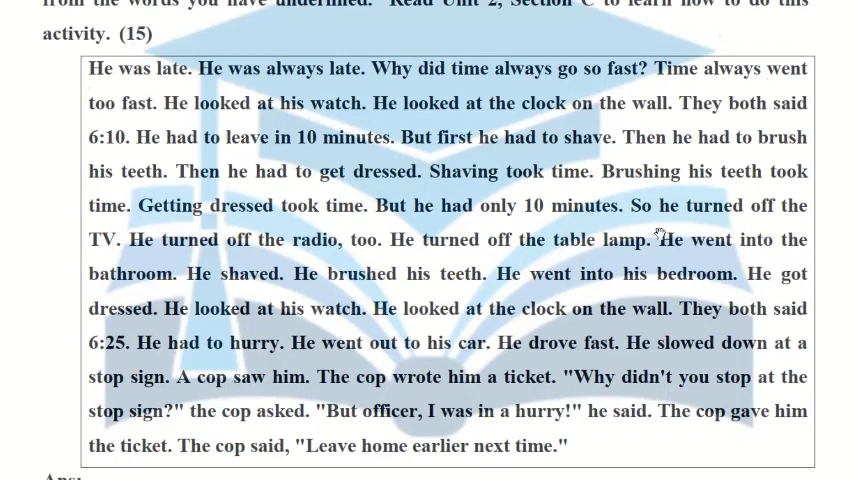 from the words you have underlined. Read Unit 2, Section C to learn how to do this
activity. (15)
He was late. He was always late. Why did time always go so fast? Time always went
too fast. He looked at his watch. He looked at the clock on the wall. They both said
6:10. He had to leave in 10 minutes. But first he had to shave. Then he had to brush
his teeth. Then he had to get dressed. Shaving took time. Brushing his teeth took
time. Getting dressed took time. But he had only 10 minutes. So he turned off the
TV. He turned off the radio, too. He turned off the table lamp. He went into the
bathroom. He shaved. He brushed his teeth. He went into his bedroom. He got
dressed. He looked at his watch. He looked at the clock on the wall. They both said
6:25. He had to hurry. He went out to his car. He drove fast. He slowed down at a
stop sign. A cop saw him. The cop wrote him a ticket. "Why didn't you stop at the
stop sign?" the cop asked. "But officer, I was in a hurry!" he said. The cop gave him
the ticket. The cop said, "Leave home earlier next time."
Ans: